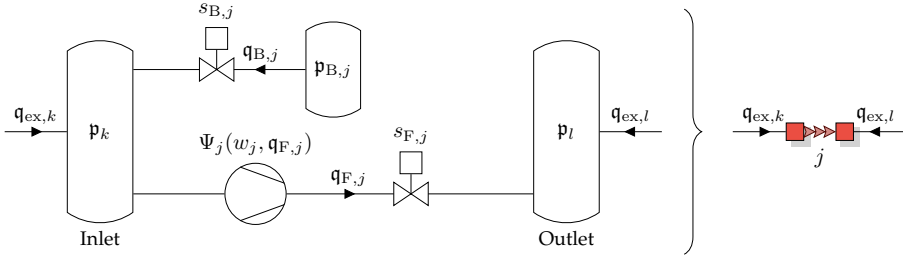 s_{B,j}
𝔮_{B,j}
𝔭_{B,j}
𝔮_{ex,k}
𝔭_k
Ψ_j(w_j, 𝔮_{F,j})
𝔮_{F,j}
s_{F,j}
𝔭_l
𝔮_{ex,l}
Inlet
Outlet
𝔮_{ex,k}
𝔮_{ex,l}
j